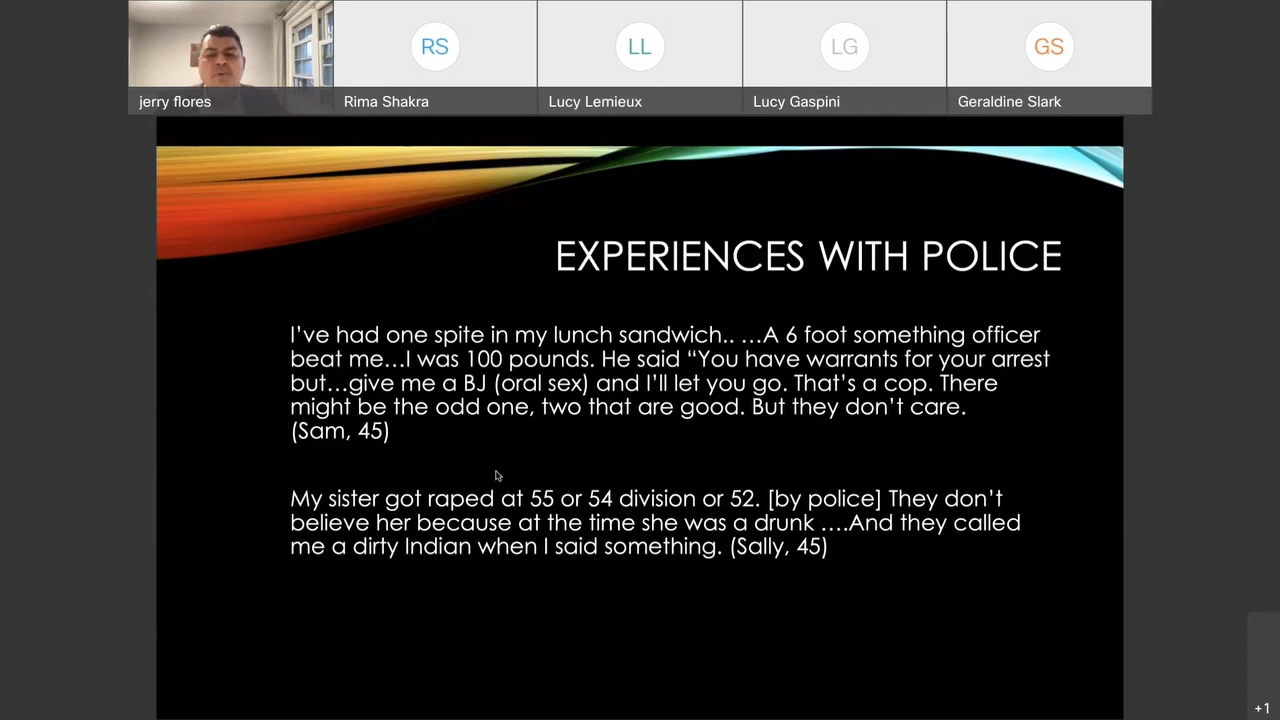 RS
LL
LG
GS
jerry flores
Rima Shakra
Lucy Lemieux
Lucy Gaspini
Geraldine Slark
EXPERIENCES WITH POLICE
I've had one spite in my lunch sandwich.. …A 6 foot something officer
beat me…I was 100 pounds. He said “You have warrants for your arrest
but…give me a BJ (oral sex) and I'll let you go. That's a cop. There
might be the odd one, two that are good. But they don't care.
(Sam, 45)
My sister got raped at 55 or 54 division or 52. [by police] They don't
believe her because at the time she was a drunk ….And they called
me a dirty Indian when I said something. (Sally, 45)
+1